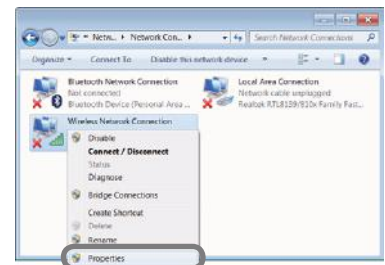 Netw... ▸ Network Con... ▸
Search Network Connections
Organize ▾ Connect To Disable this network device
Bluetooth Network Connection
Not connected
Bluetooth Device (Personal Area ...
Local Area Connection
Network cable unplugged
Realtek RTL8139/810x Family Fast...
Wireless Network Connection
Disable
Connect / Disconnect
Status
Diagnose
Bridge Connections
Create Shortcut
Delete
Rename
Properties